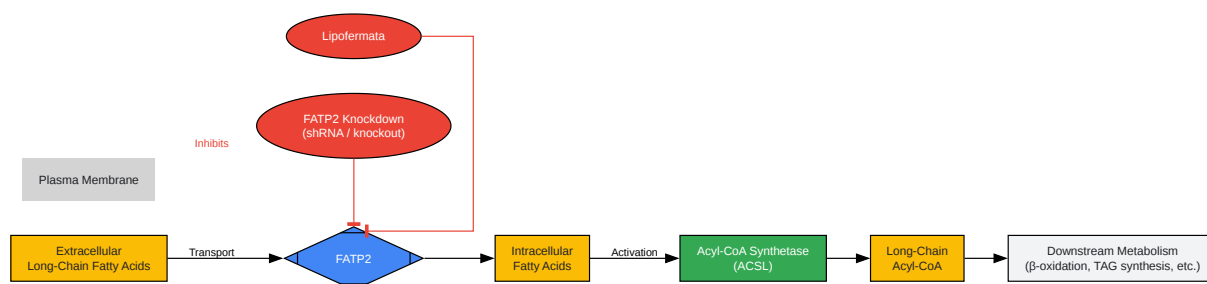 Lipofermata
FATP2 Knockdown
(shRNA / knockout)
Inhibits
Plasma Membrane
Extracellular
Long-Chain Fatty Acids
Transport
FATP2
Intracellular
Fatty Acids
Activation
Acyl-CoA Synthetase
(ACSL)
Long-Chain
Acyl-CoA
Downstream Metabolism
(β-oxidation, TAG synthesis, etc.)